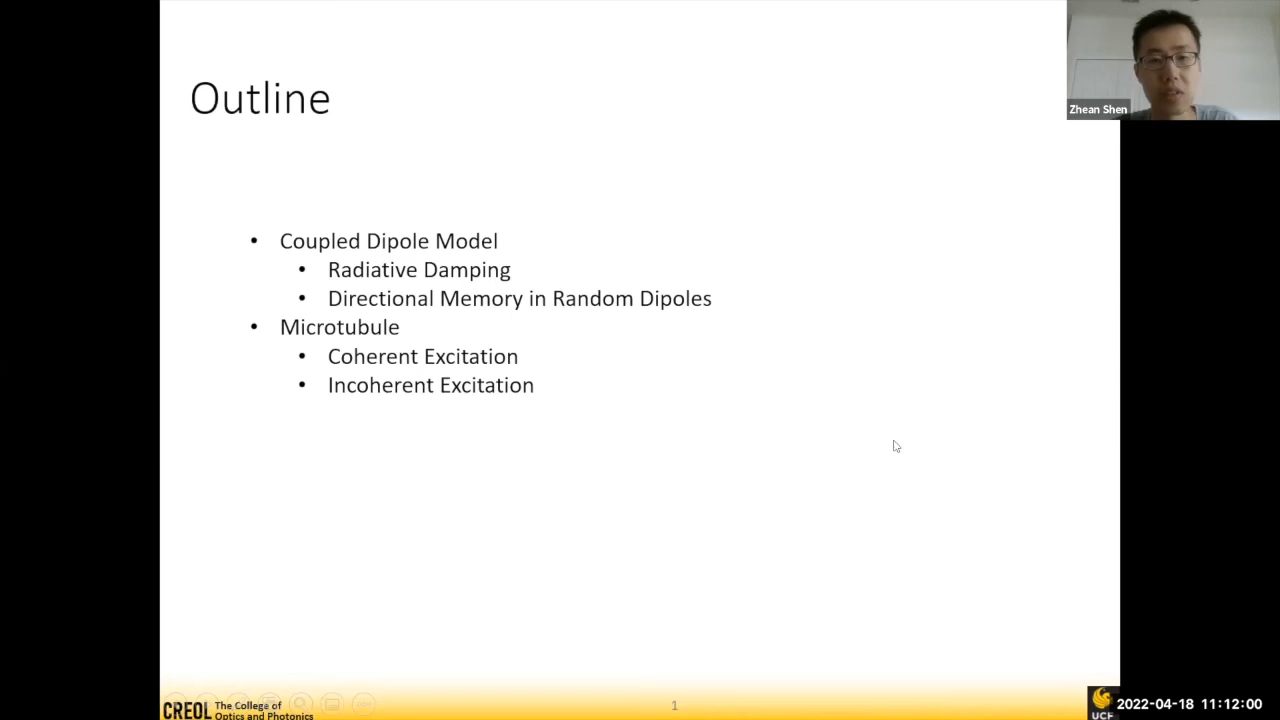 Outline
Zhean Shen
• Coupled Dipole Model
• Radiative Damping
• Directional Memory in Random Dipoles
• Microtubule
• Coherent Excitation
• Incoherent Excitation
CREOL The College of
Optics and Photonics
1
UCF
2022-04-18 11:12:00